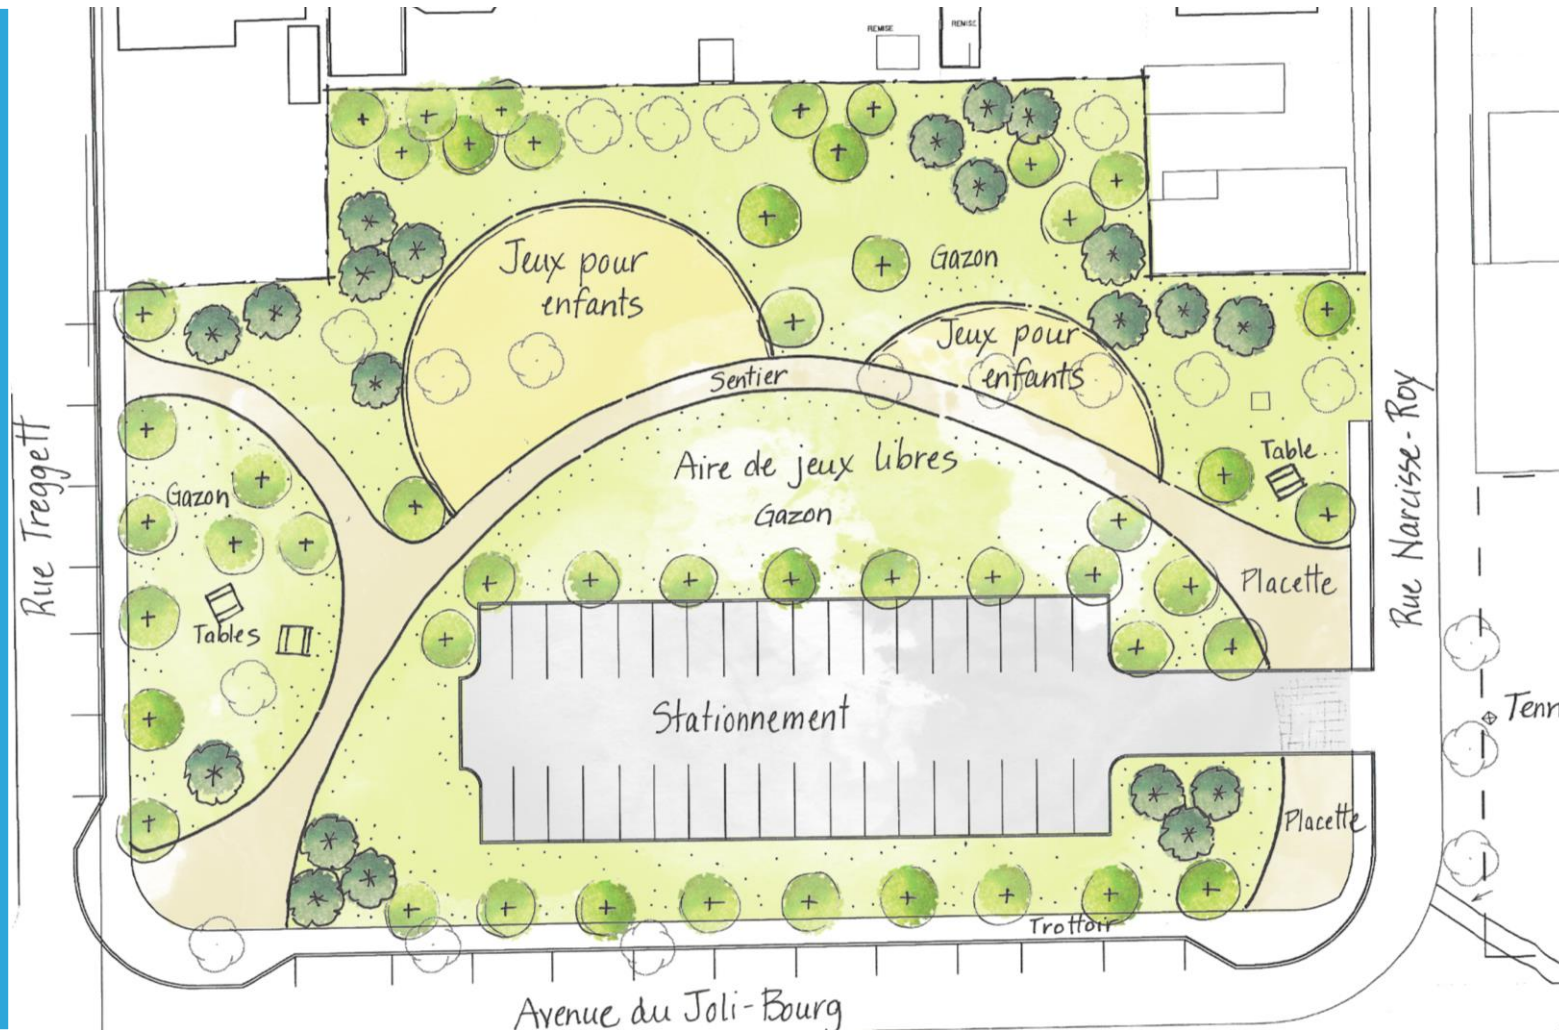 REMISE
REMISE
Jeux pour
enfants
Gazon
Jeux pour
enfants
Sentier
Rue Treggett
Gazon
Tables
Aire de jeux libres
Gazon
Table
Rue Narcisse-Roy
Placette
Stationnement
Placette
Trottoir
Avenue du Joli-Bourg